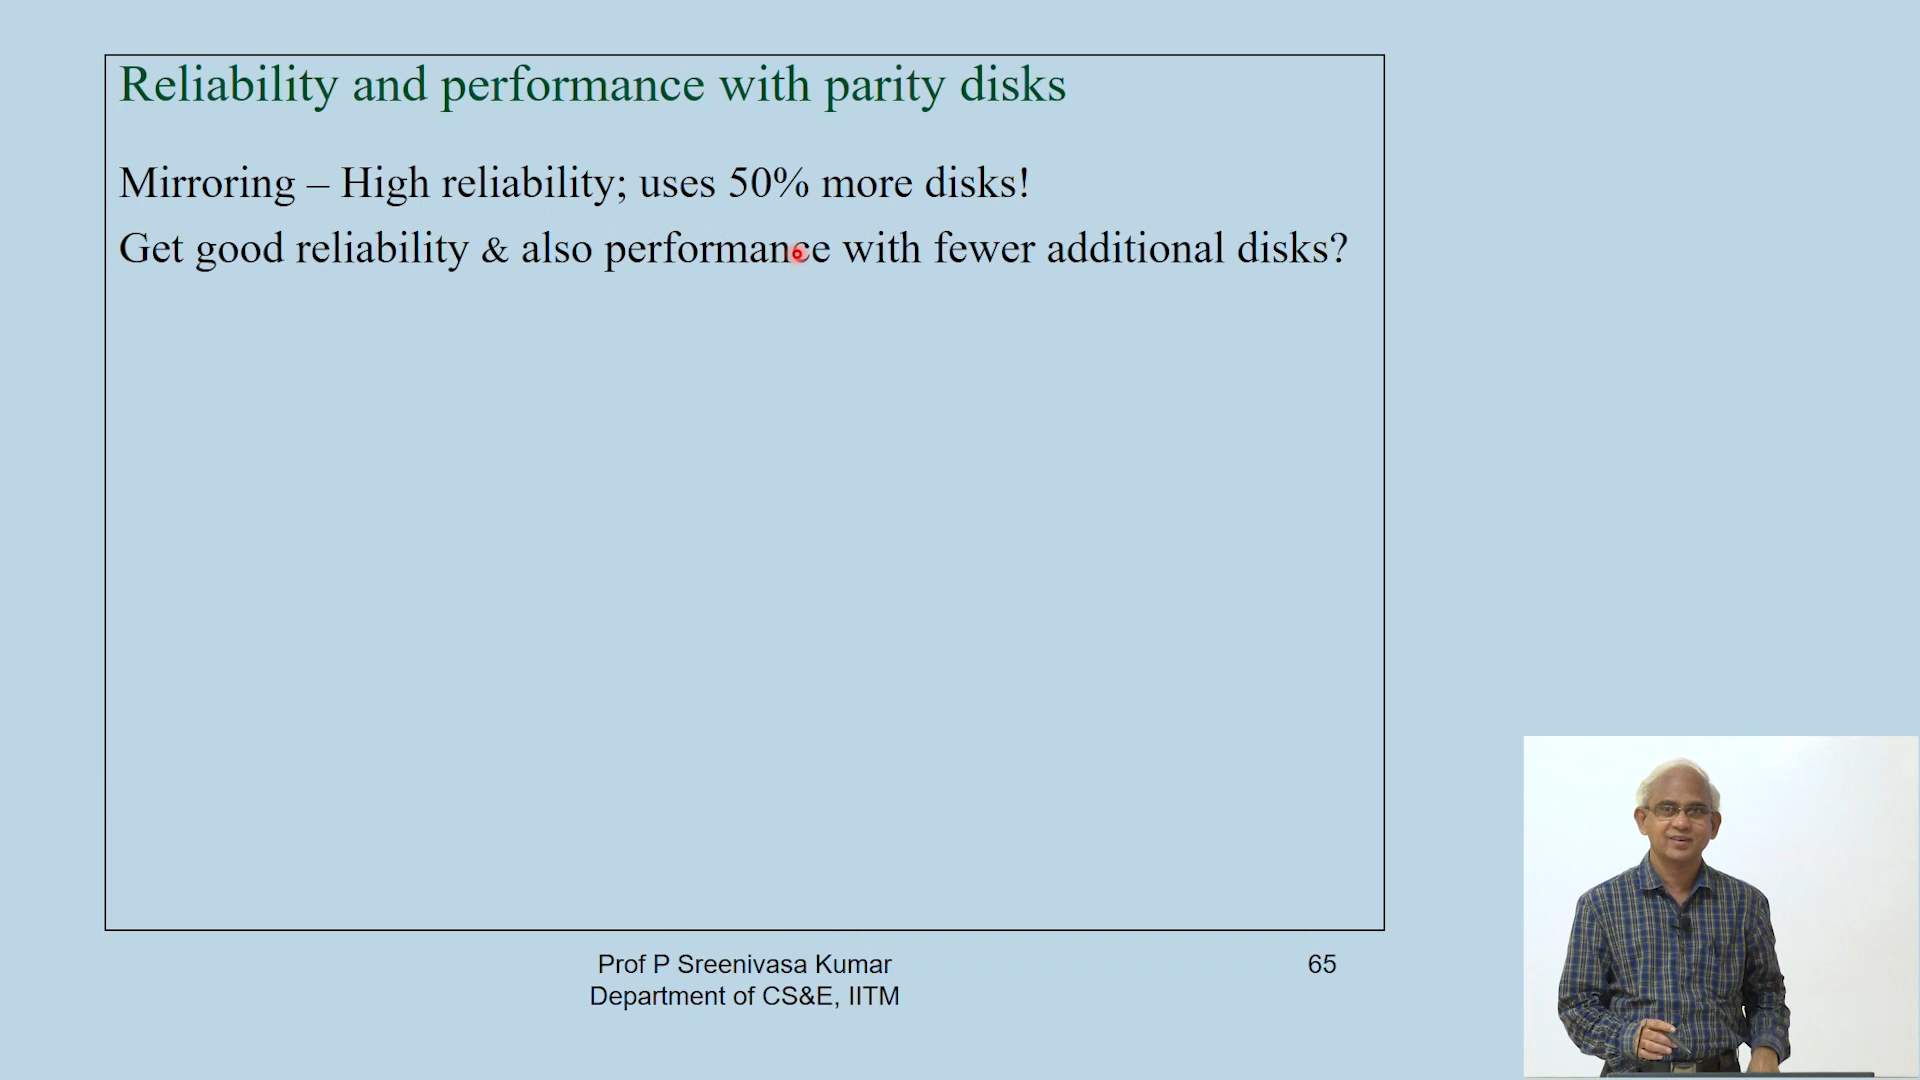 Reliability and performance with parity disks
Mirroring – High reliability; uses 50% more disks!
Get good reliability & also performance with fewer additional disks?
Prof P Sreenivasa Kumar
Department of CS&E, IITM
65